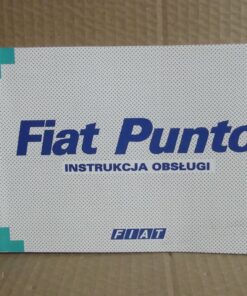 Fiat Punto
INSTRUKCJA OBSŁUGI
FIAT